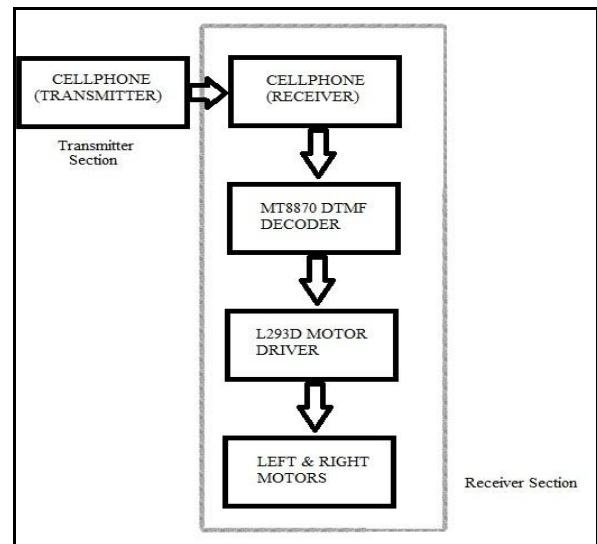 CELLPHONE
(TRANSMITTER)
Transmitter
Section
CELLPHONE
(RECEIVER)
MT8870 DTMF
DECODER
L293D MOTOR
DRIVER
LEFT & RIGHT
MOTORS
Receiver Section